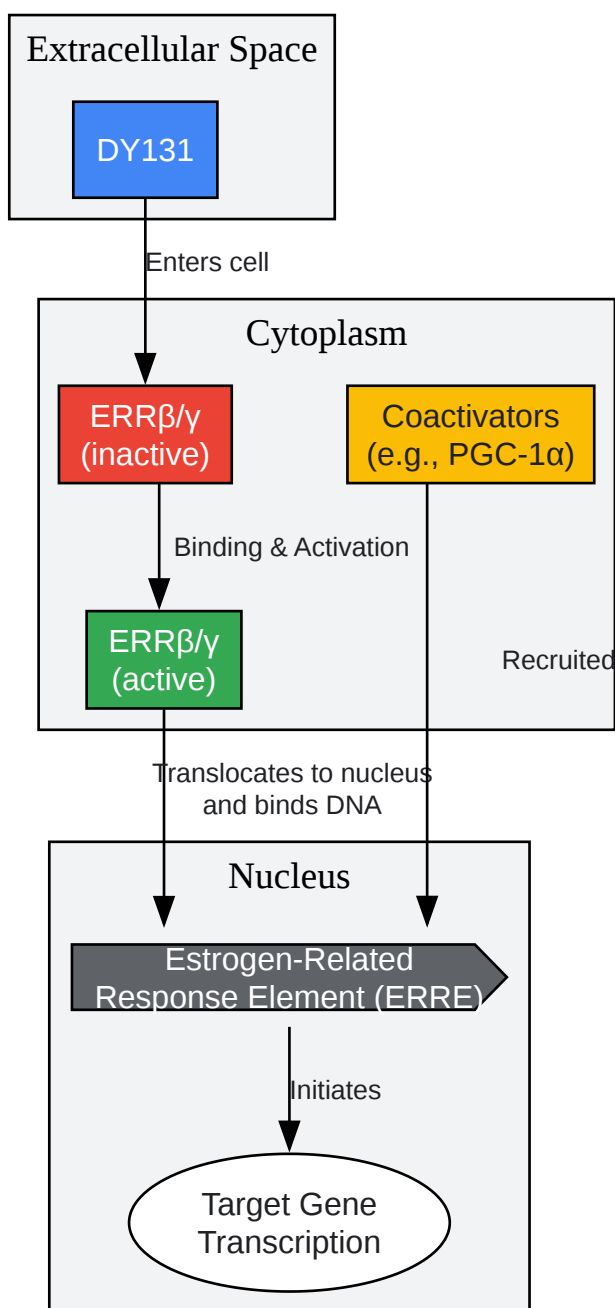 Extracellular Space
DY131
Enters cell
Cytoplasm
ERRβ/γ
(inactive)
Coactivators
(e.g., PGC-1α)
Binding & Activation
ERRβ/γ
(active)
Recruited
Translocates to nucleus
and binds DNA
Nucleus
Estrogen-Related
Response Element (ERRE)
Initiates
Target Gene
Transcription